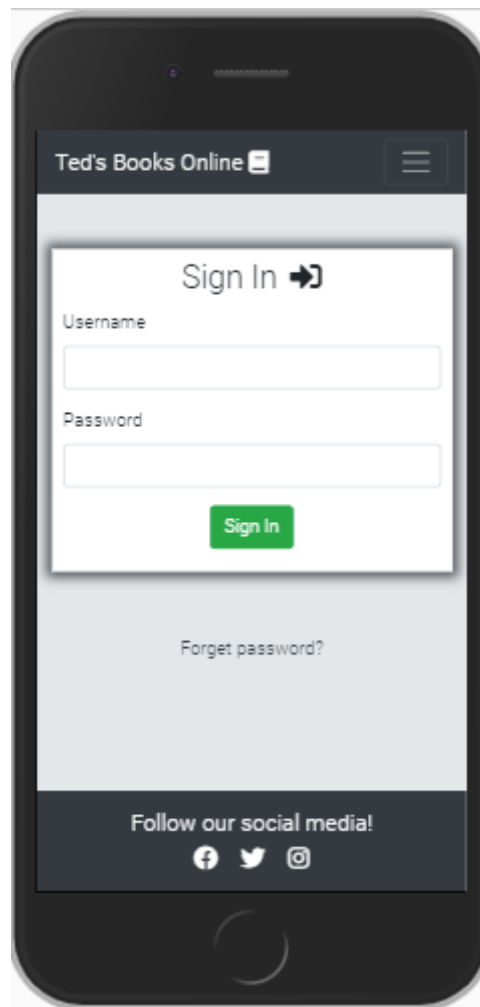 Ted's Books Online
Sign In
Username
Password
Sign In
Forget password?
Follow our social media!